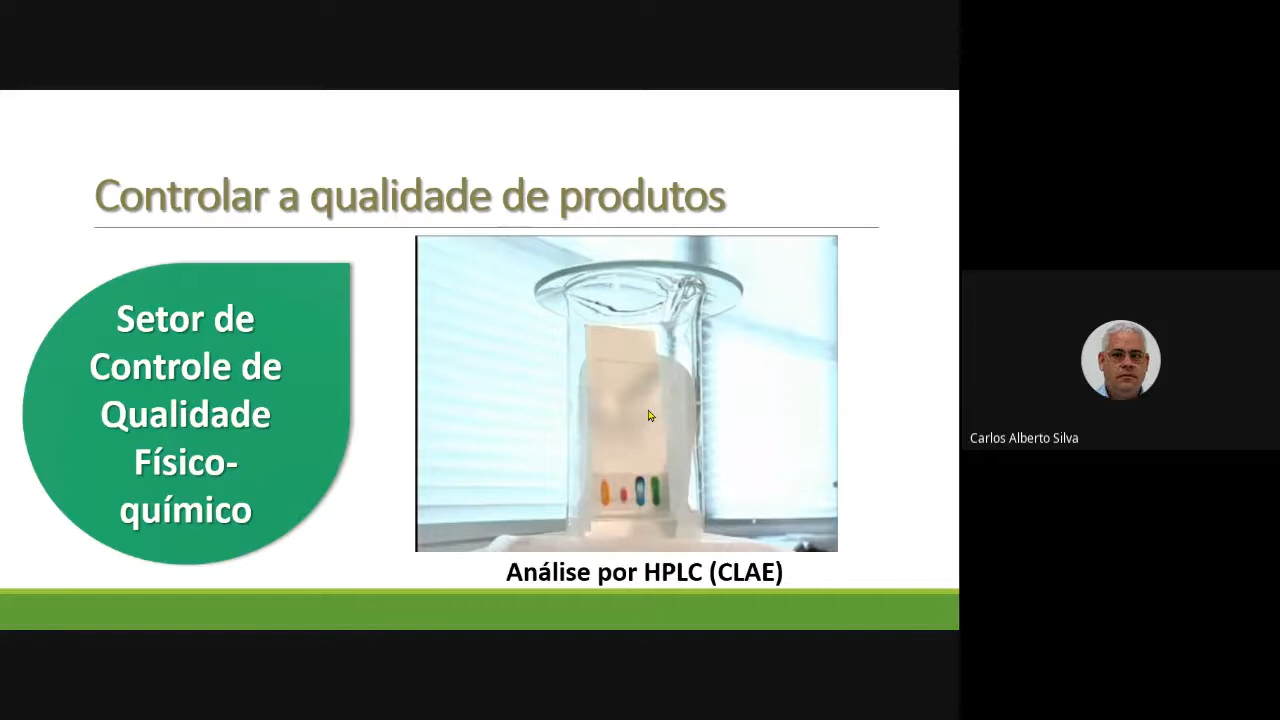 Controlar a qualidade de produtos
Setor de
Controle de
Qualidade
Físico-
químico
Análise por HPLC (CLAE)
Carlos Alberto Silva